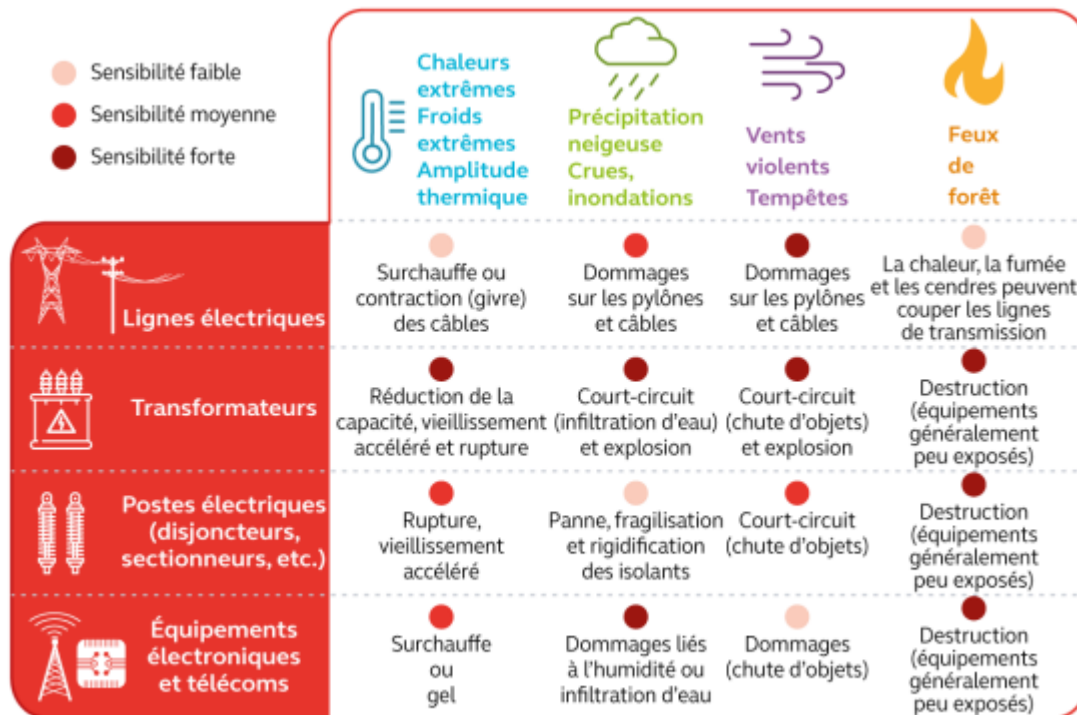 Sensibilité faible
Sensibilité moyenne
Sensibilité forte
Chaleurs
extrêmes
Froids
extrêmes
Amplitude
thermique
Précipitation
neigeuse
Crues,
inondations
Vents
violents
Tempêtes
Feux
de
forêt
Lignes électriques
Surchauffe ou
contraction (givre)
des câbles
Dommages
sur les pylônes
et câbles
Dommages
sur les pylônes
et câbles
La chaleur, la fumée
et les cendres peuvent
couper les lignes
de transmission
Transformateurs
Réduction de la
capacité, vieillissement
accéléré et rupture
Court-circuit
(infiltration d'eau)
et explosion
Court-circuit
(chute d'objets)
et explosion
Destruction
(équipements
généralement
peu exposés)
Postes électriques
(disjoncteurs,
sectionneurs, etc.)
Rupture,
vieillissement
accéléré
Panne, fragilisation
et rigidification
des isolants
Court-circuit
(chute d'objets)
Destruction
(équipements
généralement
peu exposés)
Équipements
électroniques
et télécoms
Surchauffe
ou
gel
Dommages liés
à l'humidité ou
infiltration d'eau
Dommages
(chute d'objets)
Destruction
(équipements
généralement
peu exposés)